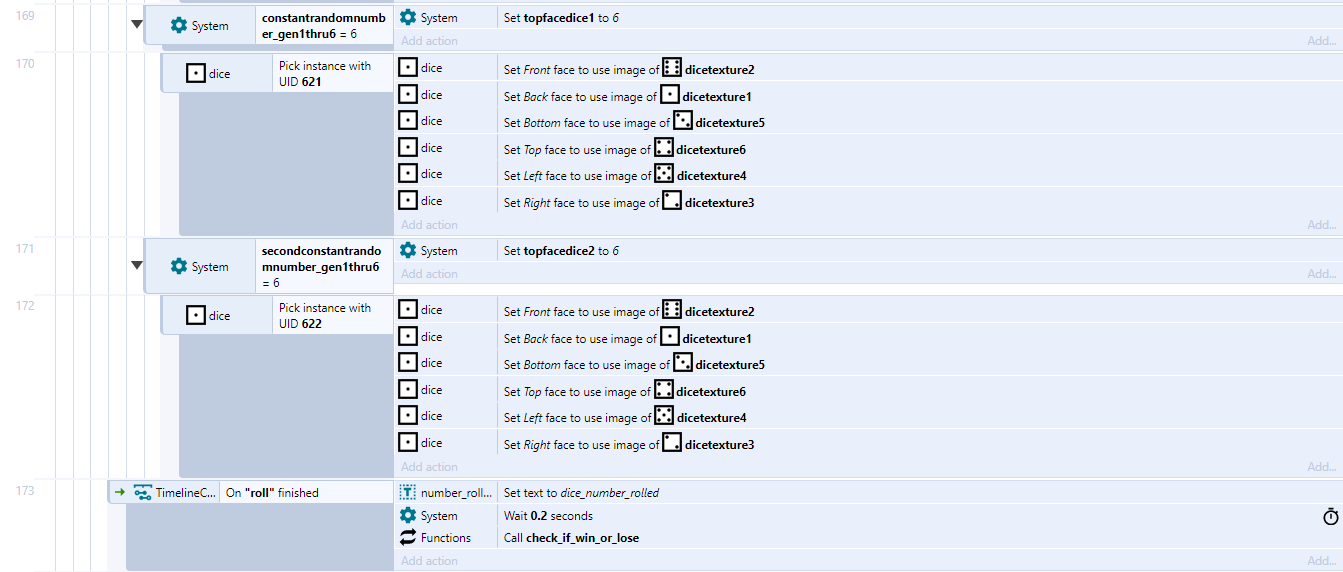 169
System
constantrandomnumb
er_gen1thru6 = 6
System
Set topfacedice1 to 6
Add action
Add...
170
dice
Pick instance with
UID 621
dice
Set Front face to use image of dicetexture2
dice
Set Back face to use image of dicetexture1
dice
Set Bottom face to use image of dicetexture5
dice
Set Top face to use image of dicetexture6
dice
Set Left face to use image of dicetexture4
dice
Set Right face to use image of dicetexture3
Add action
Add...
171
System
secondconstantrando
mnumber_gen1thru6
= 6
System
Set topfacedice2 to 6
Add action
Add...
172
dice
Pick instance with
UID 622
dice
Set Front face to use image of dicetexture2
dice
Set Back face to use image of dicetexture1
dice
Set Bottom face to use image of dicetexture5
dice
Set Top face to use image of dicetexture6
dice
Set Left face to use image of dicetexture4
dice
Set Right face to use image of dicetexture3
Add action
Add...
173
TimelineC...
On "roll" finished
number_roll...
Set text to dice_number_rolled
System
Wait 0.2 seconds
Functions
Call check_if_win_or_lose
Add action
Add...